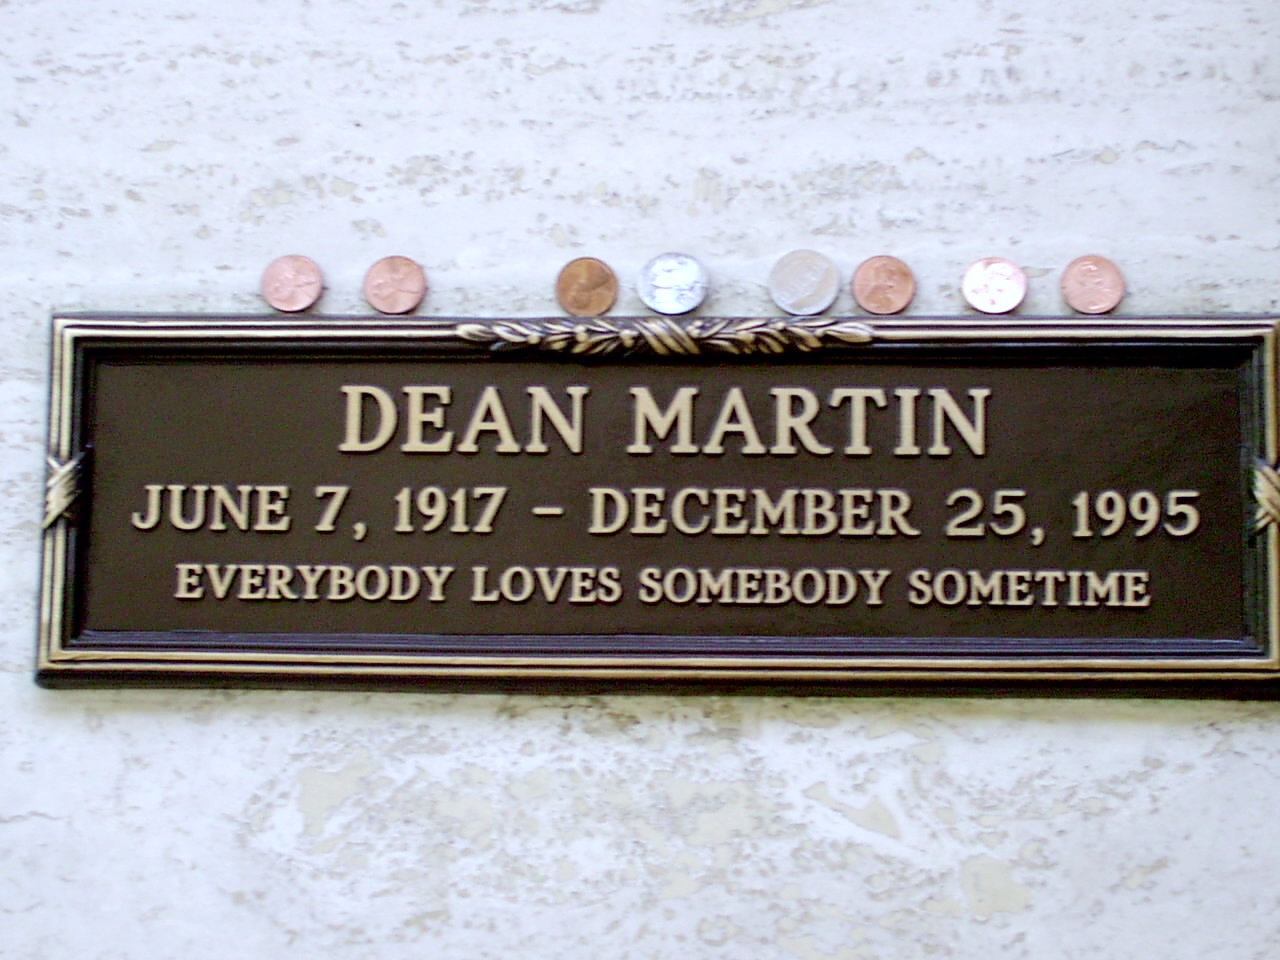 DEAN MARTIN
JUNE 7, 1917 – DECEMBER 25, 1995
EVERYBODY LOVES SOMEBODY SOMETIME